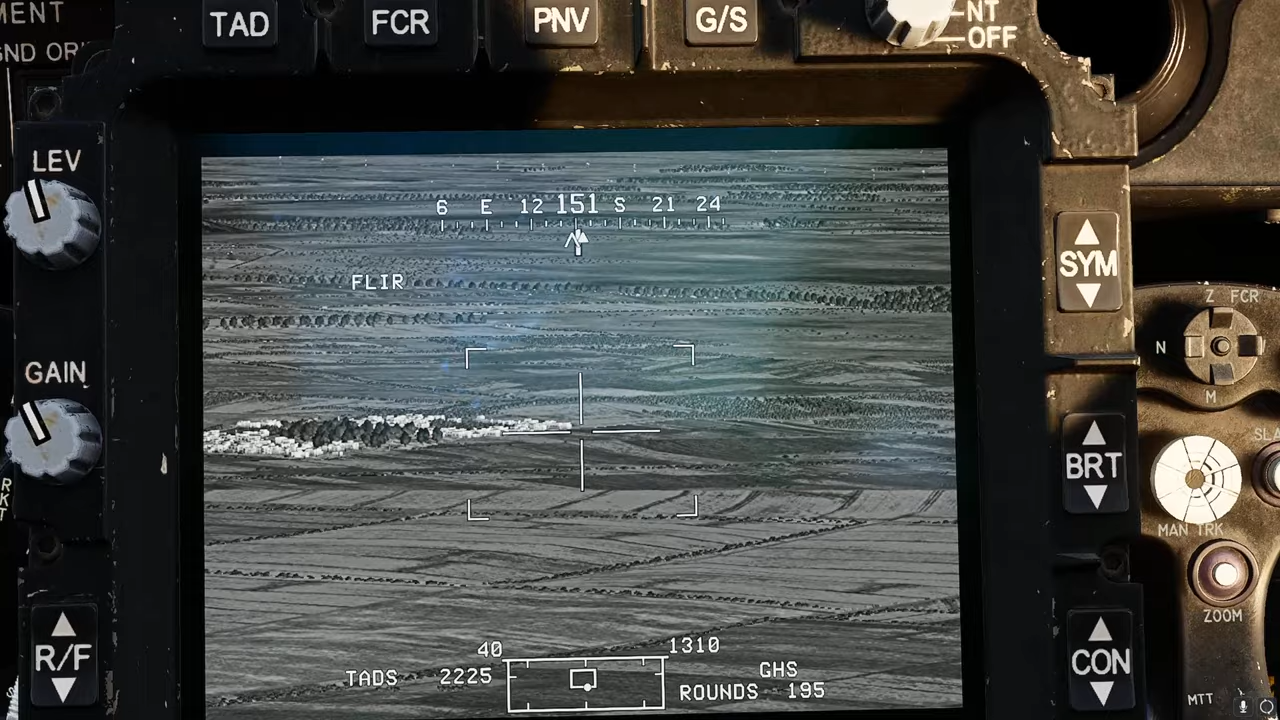 MENT
GND ORI
TAD FCR PNV G/S
NT
OFF
LEV
GAIN
R/F
6 E 12 151 S 21 24
FLIR
40 1310
TADS 2225 GHS
ROUNDS 195
SYM
BRT
CON
Z FCR
N
M
SLA
MAN TRK
ZOOM
MTT
R
K
T